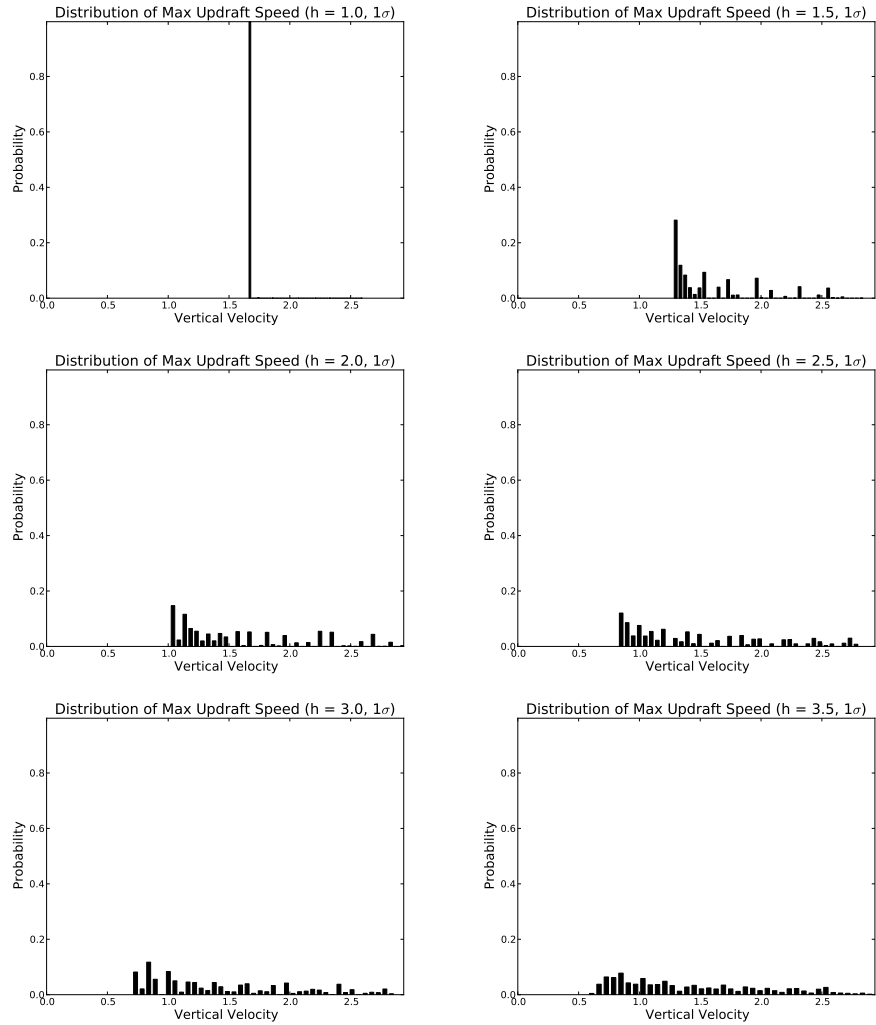 Distribution of Max Updraft Speed (h = 1.0, 1σ)
Probability
0.8
0.6
0.4
0.2
0.0
0.0 0.5 1.0 1.5 2.0 2.5
Vertical Velocity
Distribution of Max Updraft Speed (h = 1.5, 1σ)
Probability
0.8
0.6
0.4
0.2
0.0
0.0 0.5 1.0 1.5 2.0 2.5
Vertical Velocity
Distribution of Max Updraft Speed (h = 2.0, 1σ)
Probability
0.8
0.6
0.4
0.2
0.0
0.0 0.5 1.0 1.5 2.0 2.5
Vertical Velocity
Distribution of Max Updraft Speed (h = 2.5, 1σ)
Probability
0.8
0.6
0.4
0.2
0.0
0.0 0.5 1.0 1.5 2.0 2.5
Vertical Velocity
Distribution of Max Updraft Speed (h = 3.0, 1σ)
Probability
0.8
0.6
0.4
0.2
0.0
0.0 0.5 1.0 1.5 2.0 2.5
Vertical Velocity
Distribution of Max Updraft Speed (h = 3.5, 1σ)
Probability
0.8
0.6
0.4
0.2
0.0
0.0 0.5 1.0 1.5 2.0 2.5
Vertical Velocity